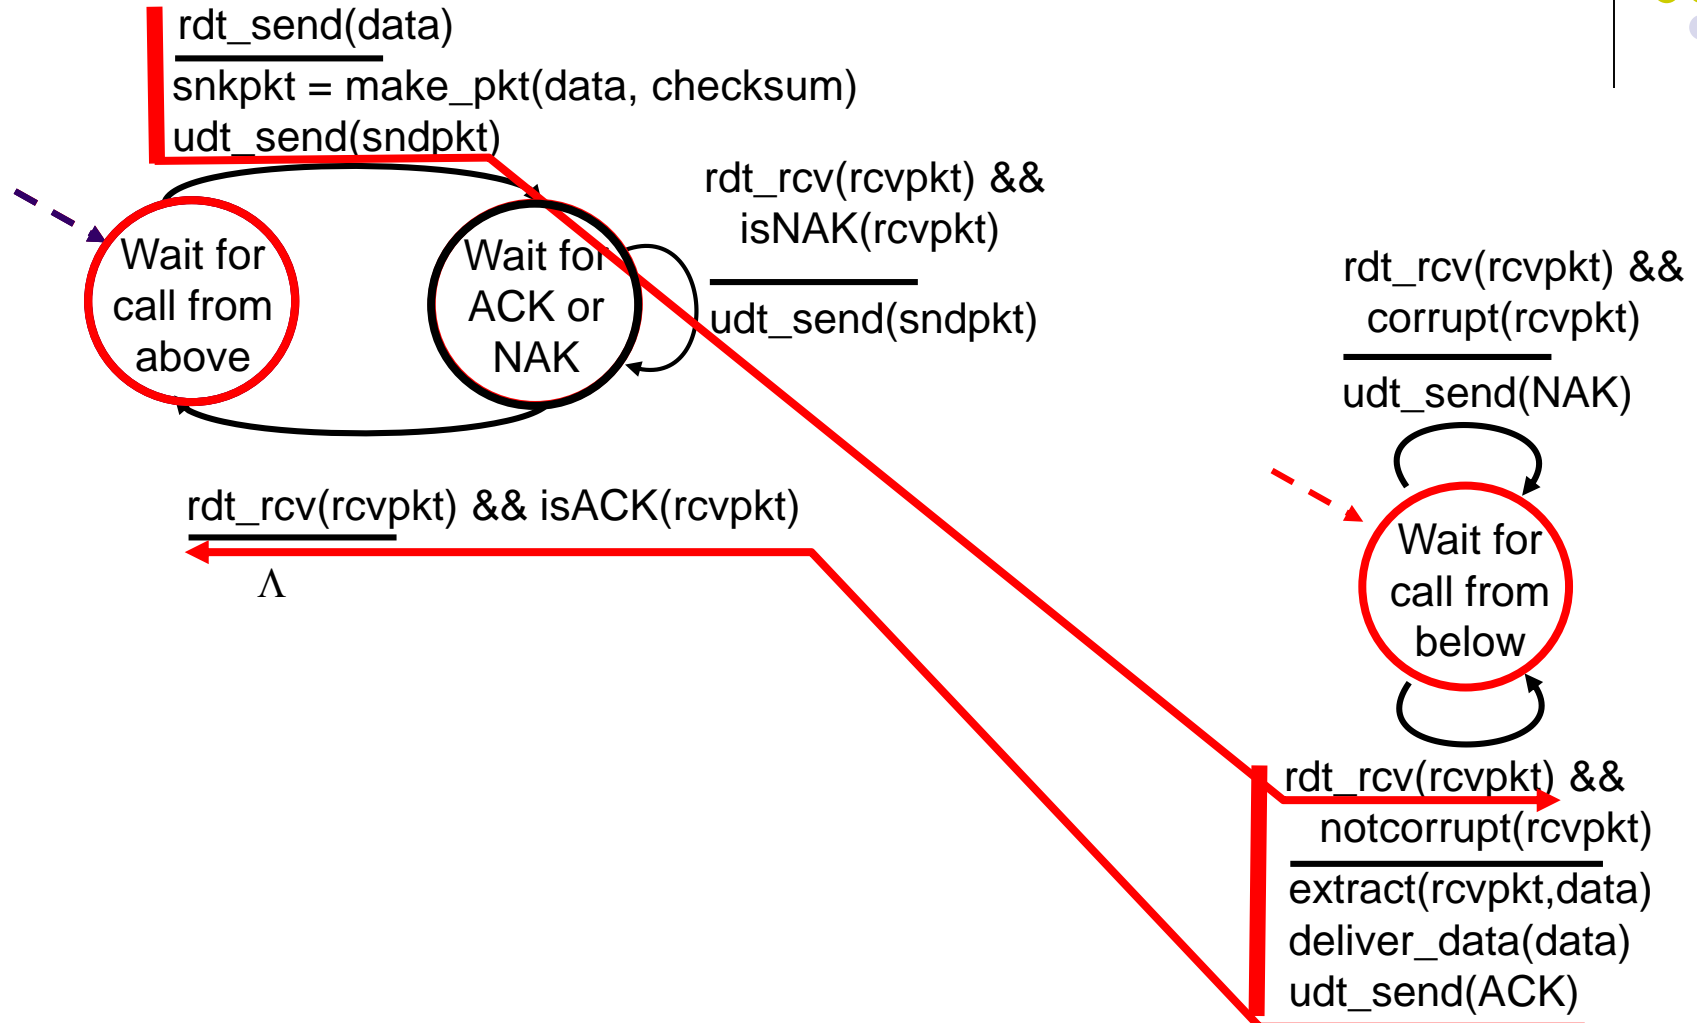 rdt_send(data)
snkpkt = make_pkt(data, checksum)
udt_send(sndpkt)
rdt_rcv(rcvpkt) &&
isNAK(rcvpkt)
udt_send(sndpkt)
Wait for
call from
above
Wait for
ACK or
NAK
rdt_rcv(rcvpkt) && isACK(rcvpkt)
Λ
rdt_rcv(rcvpkt) &&
corrupt(rcvpkt)
udt_send(NAK)
Wait for
call from
below
rdt_rcv(rcvpkt) &&
notcorrupt(rcvpkt)
extract(rcvpkt,data)
deliver_data(data)
udt_send(ACK)